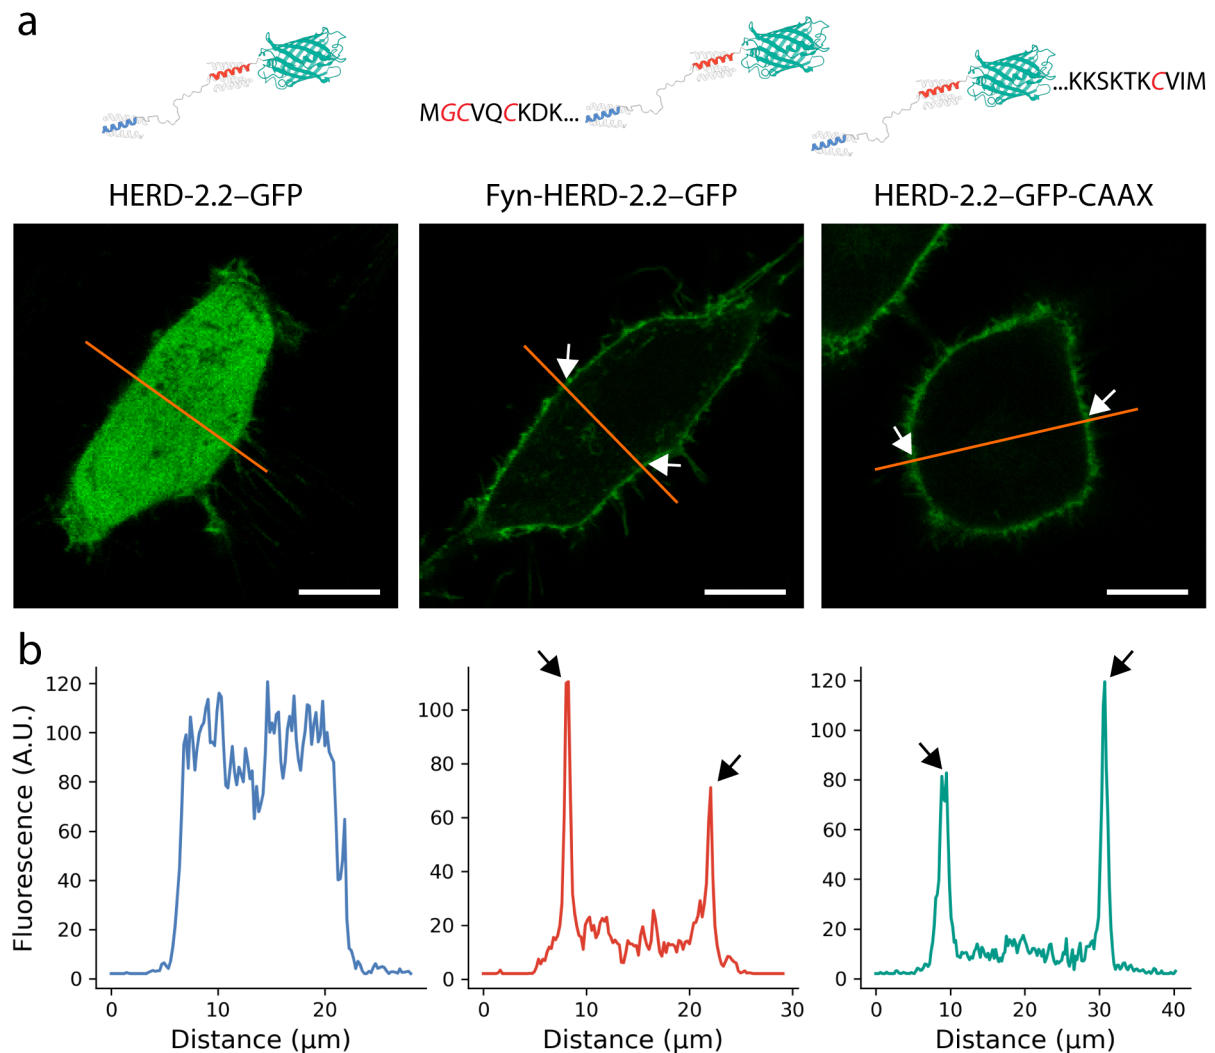 a
MGCVQCKDK...
...KKSKTKCVIM
HERD-2.2–GFP
Fyn-HERD-2.2–GFP
HERD-2.2–GFP-CAAX
b
Fluorescence (A.U.)
120
100
80
60
40
20
0
0 10 20
Distance (µm)
100
80
60
40
20
0
0 10 20 30
Distance (µm)
120
100
80
60
40
20
0
0 10 20 30 40
Distance (µm)